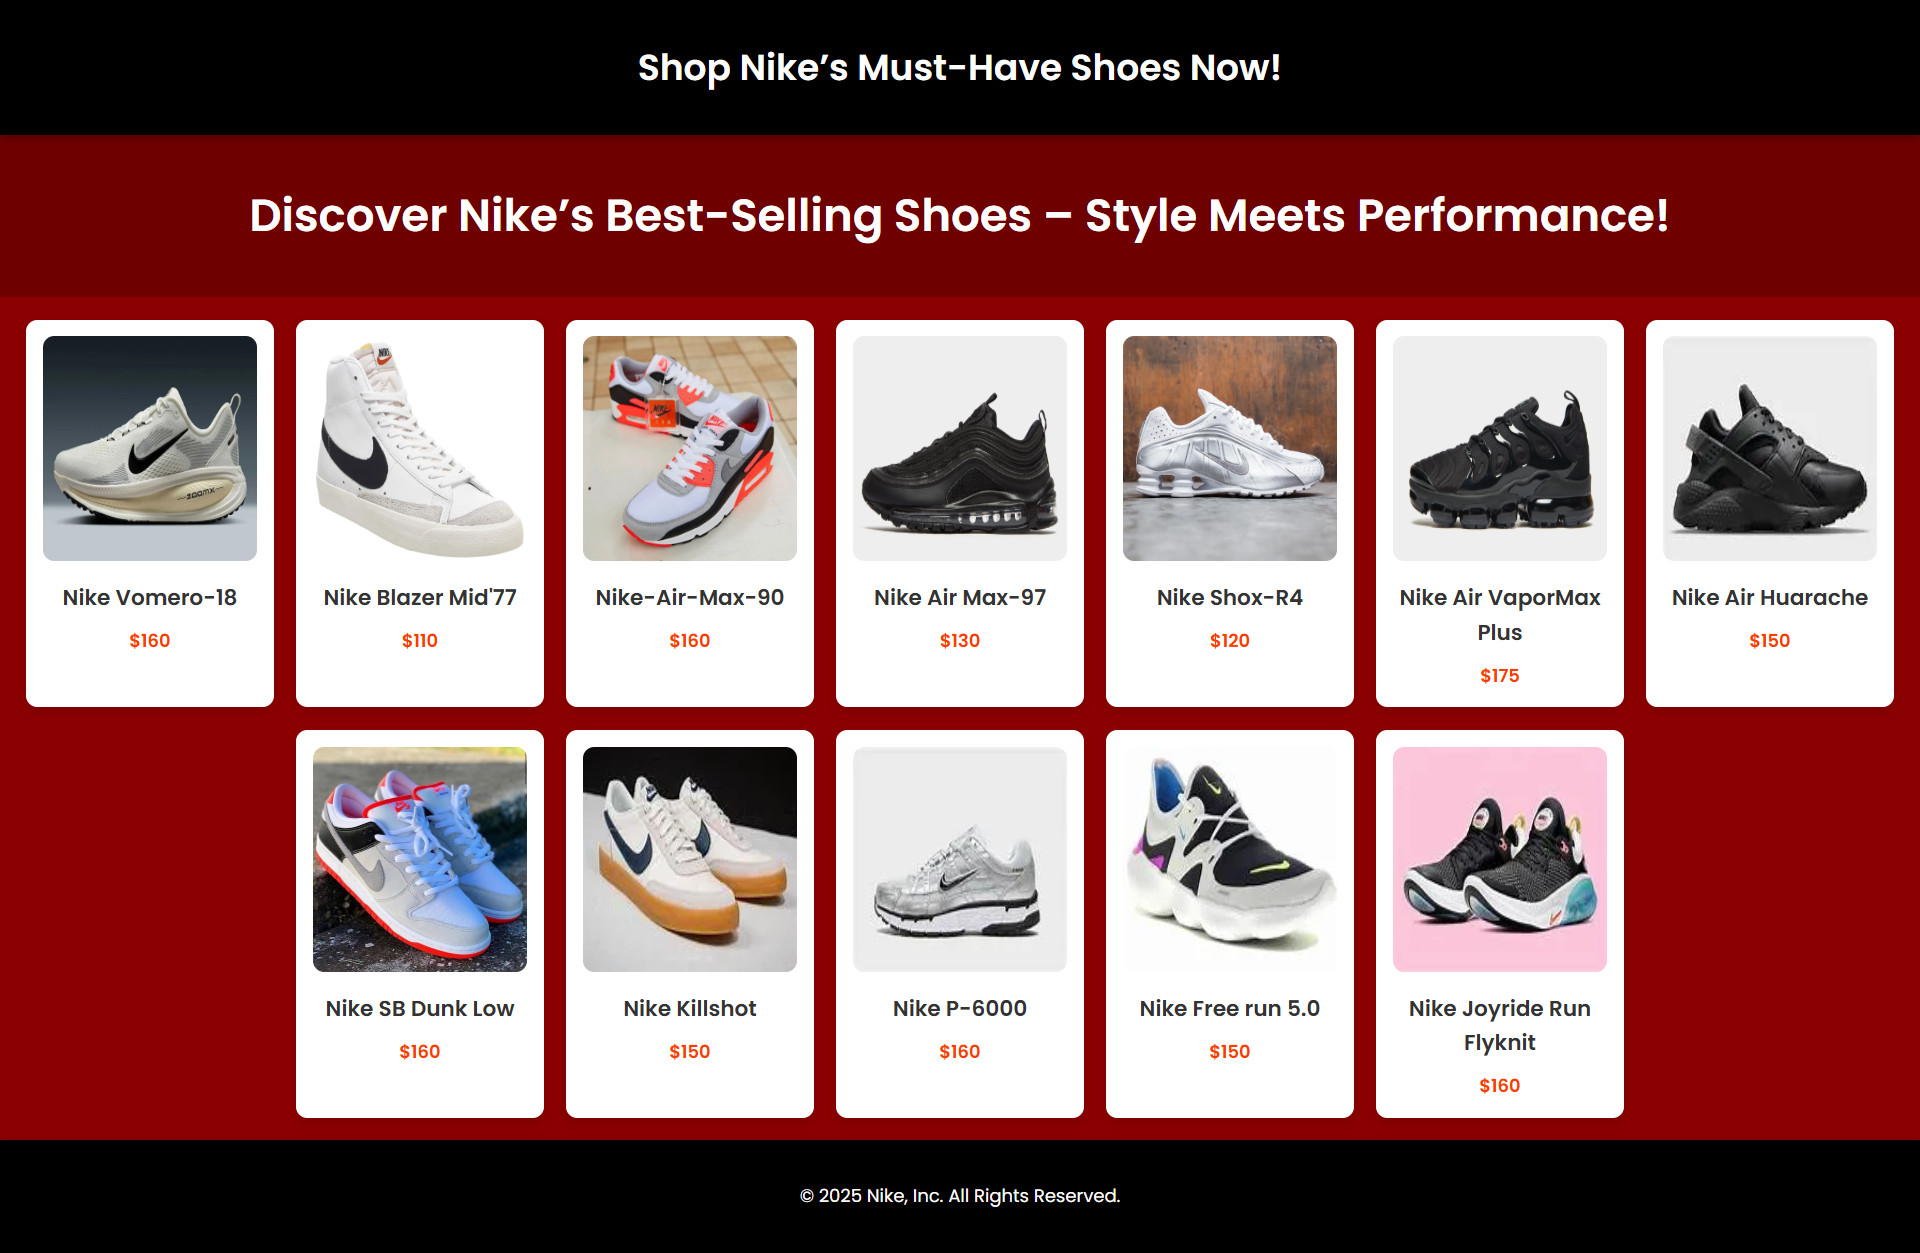 Shop Nike’s Must-Have Shoes Now!
Discover Nike’s Best-Selling Shoes – Style Meets Performance!
zoomx
NIKE
NIKE
Nike Vomero-18
$160
Nike Blazer Mid'77
$110
Nike-Air-Max-90
$160
Nike Air Max-97
$130
Nike Shox-R4
$120
Nike Air VaporMax
Plus
$175
Nike Air Huarache
$150
Nike SB Dunk Low
$160
Nike Killshot
$150
Nike P-6000
$160
Nike Free run 5.0
$150
Nike Joyride Run
Flyknit
$160
© 2025 Nike, Inc. All Rights Reserved.